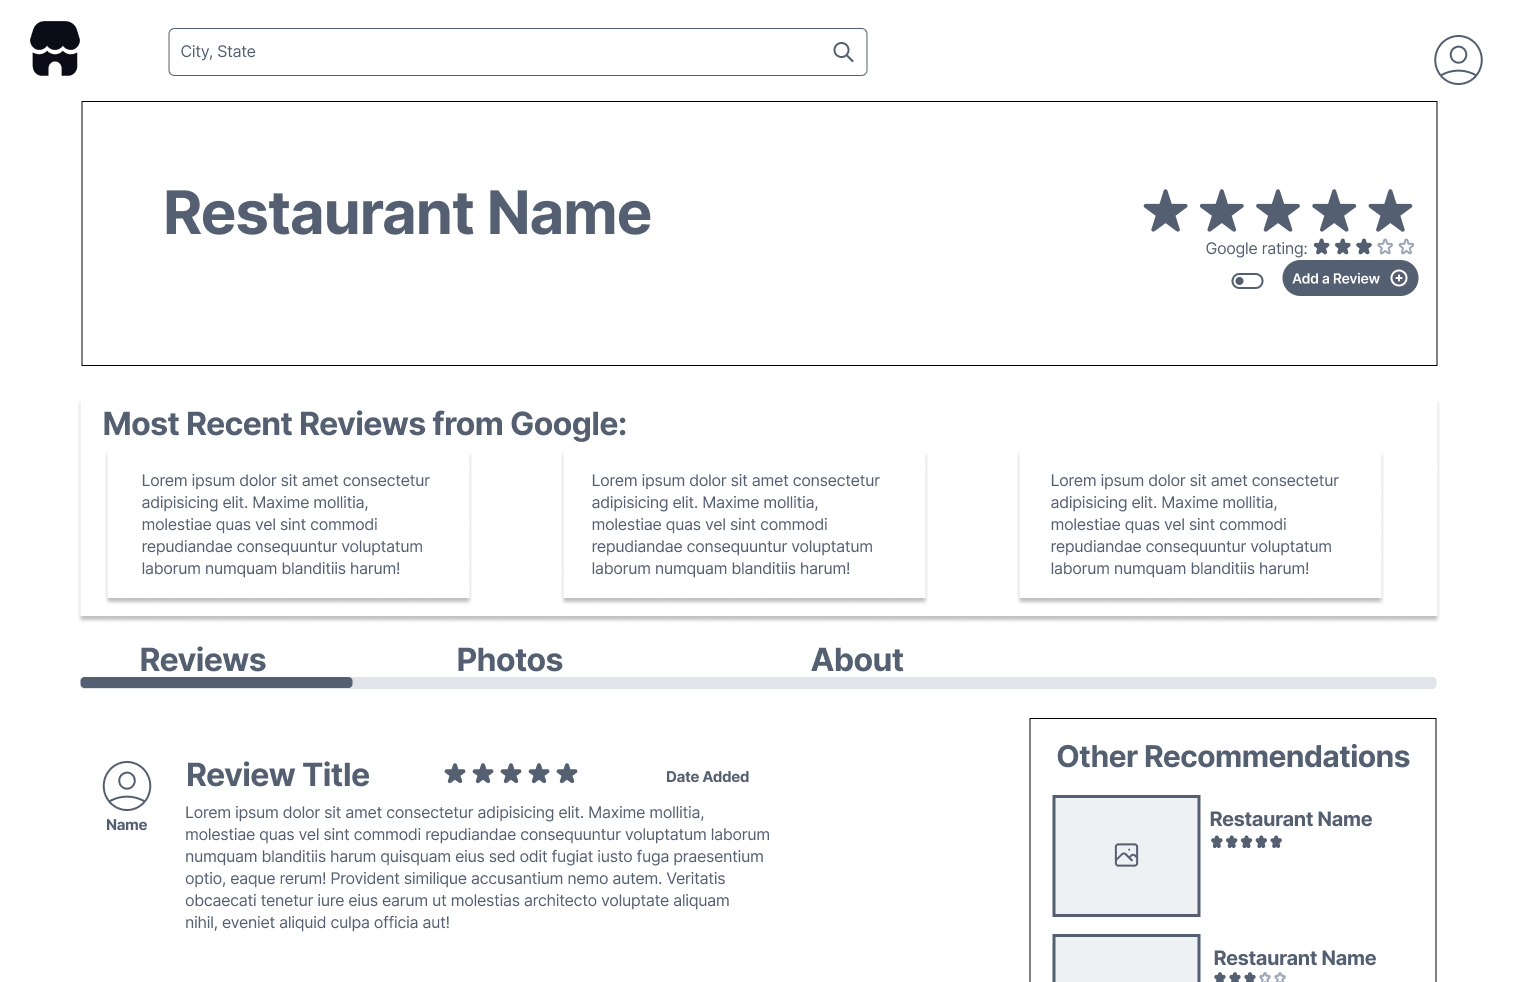 City, State
Restaurant Name
Google rating:
Add a Review
Most Recent Reviews from Google:
Lorem ipsum dolor sit amet consectetur
adipisicing elit. Maxime mollitia,
molestiae quas vel sint commodi
repudiandae consequuntur voluptatum
laborum numquam blanditiis harum!
Lorem ipsum dolor sit amet consectetur
adipisicing elit. Maxime mollitia,
molestiae quas vel sint commodi
repudiandae consequuntur voluptatum
laborum numquam blanditiis harum!
Lorem ipsum dolor sit amet consectetur
adipisicing elit. Maxime mollitia,
molestiae quas vel sint commodi
repudiandae consequuntur voluptatum
laborum numquam blanditiis harum!
Reviews
Photos
About
Name
Review Title
Date Added
Lorem ipsum dolor sit amet consectetur adipisicing elit. Maxime mollitia,
molestiae quas vel sint commodi repudiandae consequuntur voluptatum laborum
numquam blanditiis harum quisquam eius sed odit fugiat iusto fuga praesentium
optio, eaque rerum! Provident similique accusantium nemo autem. Veritatis
obcaecati tenetur iure eius earum ut molestias architecto voluptate aliquam
nihil, eveniet aliquid culpa officia aut!
Other Recommendations
Restaurant Name
Restaurant Name